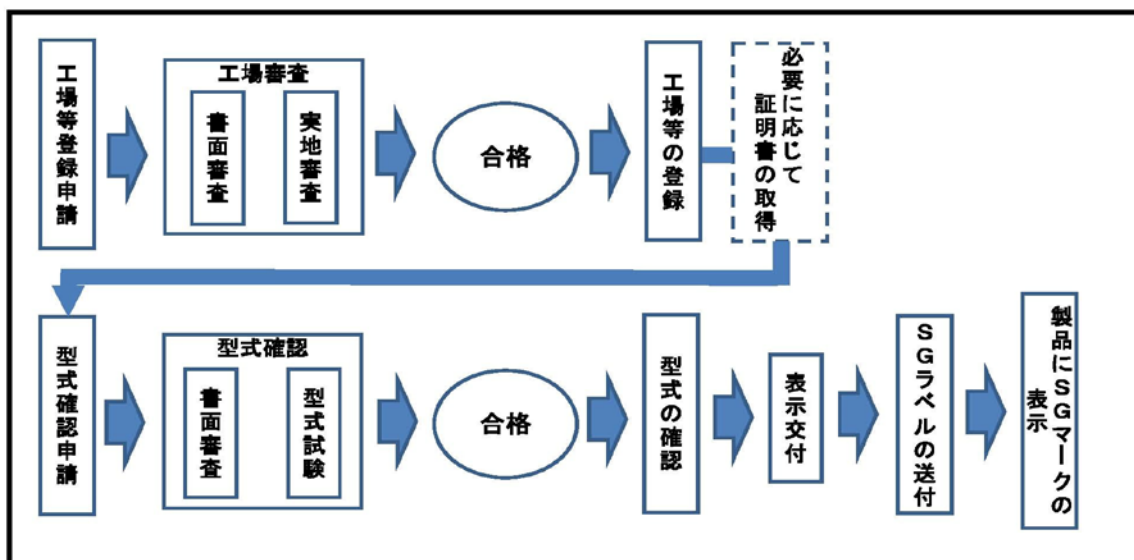 工場等登録申請
工場審査
書面審査
実地審査
合格
工場等の登録
必要に応じて
証明書の取得
型式確認申請
型式確認
書面審査
型式試験
合格
型式の確認
表示交付
SGラベルの送付
製品にSGマークの
表示